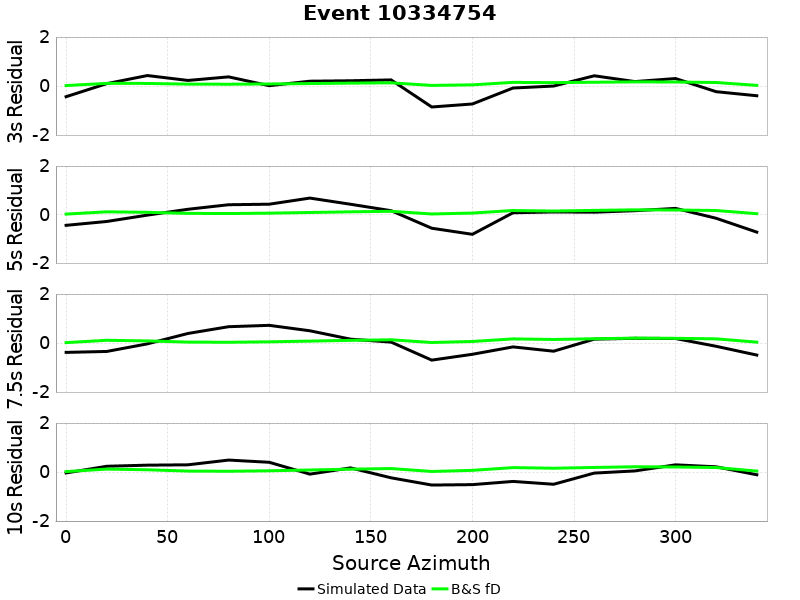 Event 10334754
3s Residual
2
0
-2
5s Residual
2
0
-2
7.5s Residual
2
0
-2
10s Residual
2
0
-2
0 50 100 150 200 250 300
Source Azimuth
Simulated Data B&S fD